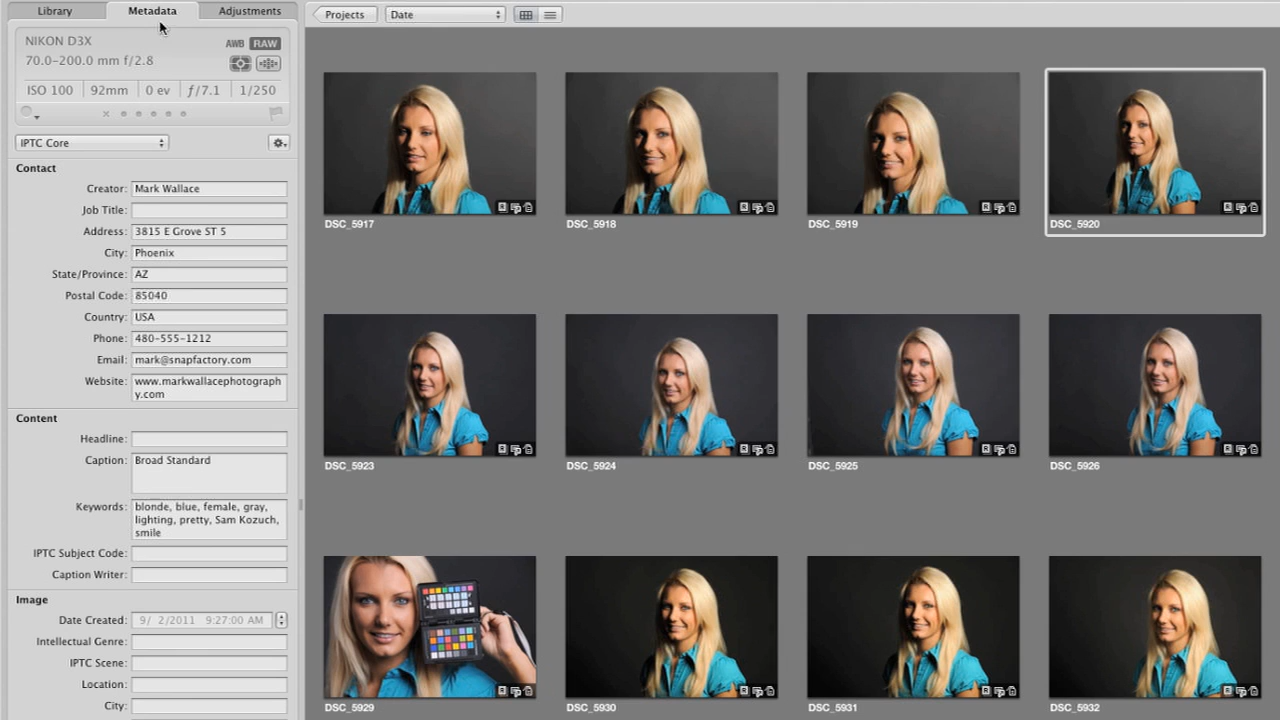 Library Metadata Adjustments
NIKON D3X AWB RAW
70.0–200.0 mm f/2.8
ISO 100 92mm 0 ev ƒ/7.1 1/250
IPTC Core
Contact
Creator: Mark Wallace
Job Title:
Address: 3815 E Grove ST S
City: Phoenix
State/Province: AZ
Postal Code: 85040
Country: USA
Phone: 480-555-1212
Email: mark@snapfactory.com
Website: www.markwallacephotograph
y.com
Content
Headline:
Caption: Broad Standard
Keywords: blonde, blue, female, gray,
lighting, pretty, Sam Kozuch,
smile
IPTC Subject Code:
Caption Writer:
Image
Date Created: 9/ 2/2011 9:27:00 AM
Intellectual Genre:
IPTC Scene:
Location:
City:
Projects Date
DSC_5917 DSC_5918 DSC_5919 DSC_5920
DSC_5923 DSC_5924 DSC_5925 DSC_5926
DSC_5929 DSC_5930 DSC_5931 DSC_5932